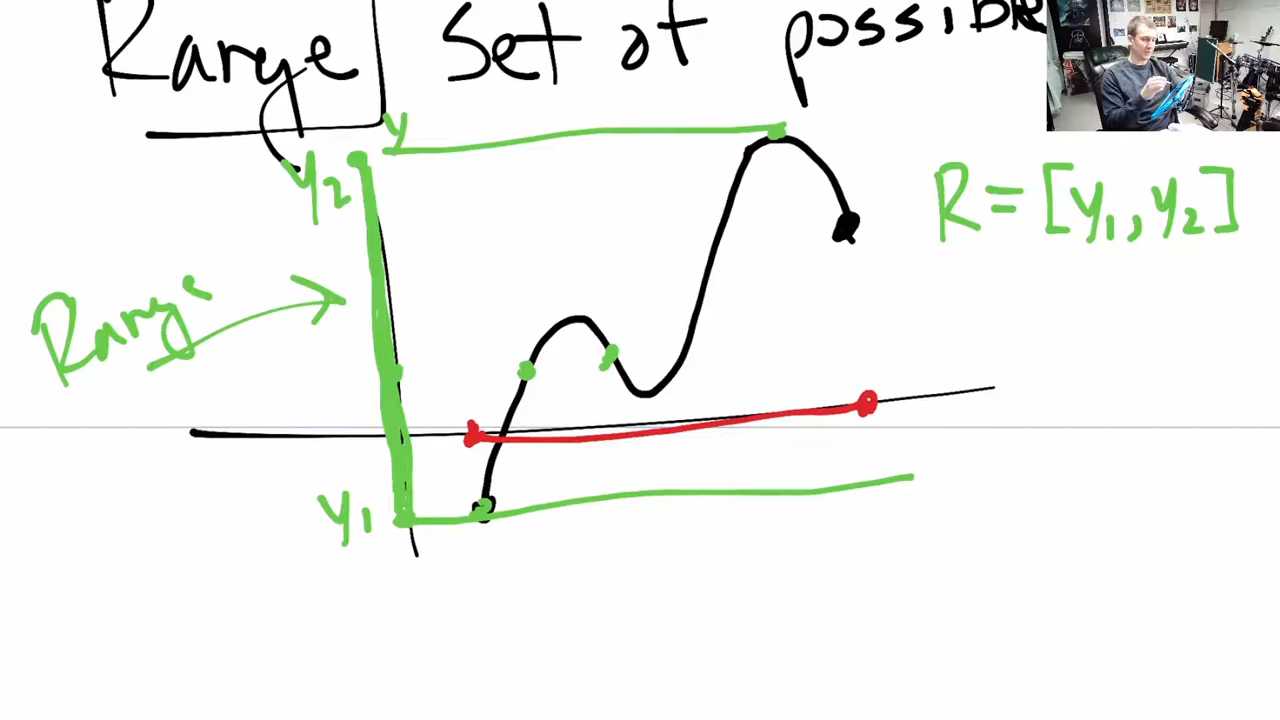 Range Set of possible
y
y₂
R = [y₁, y₂]
Range
y₁